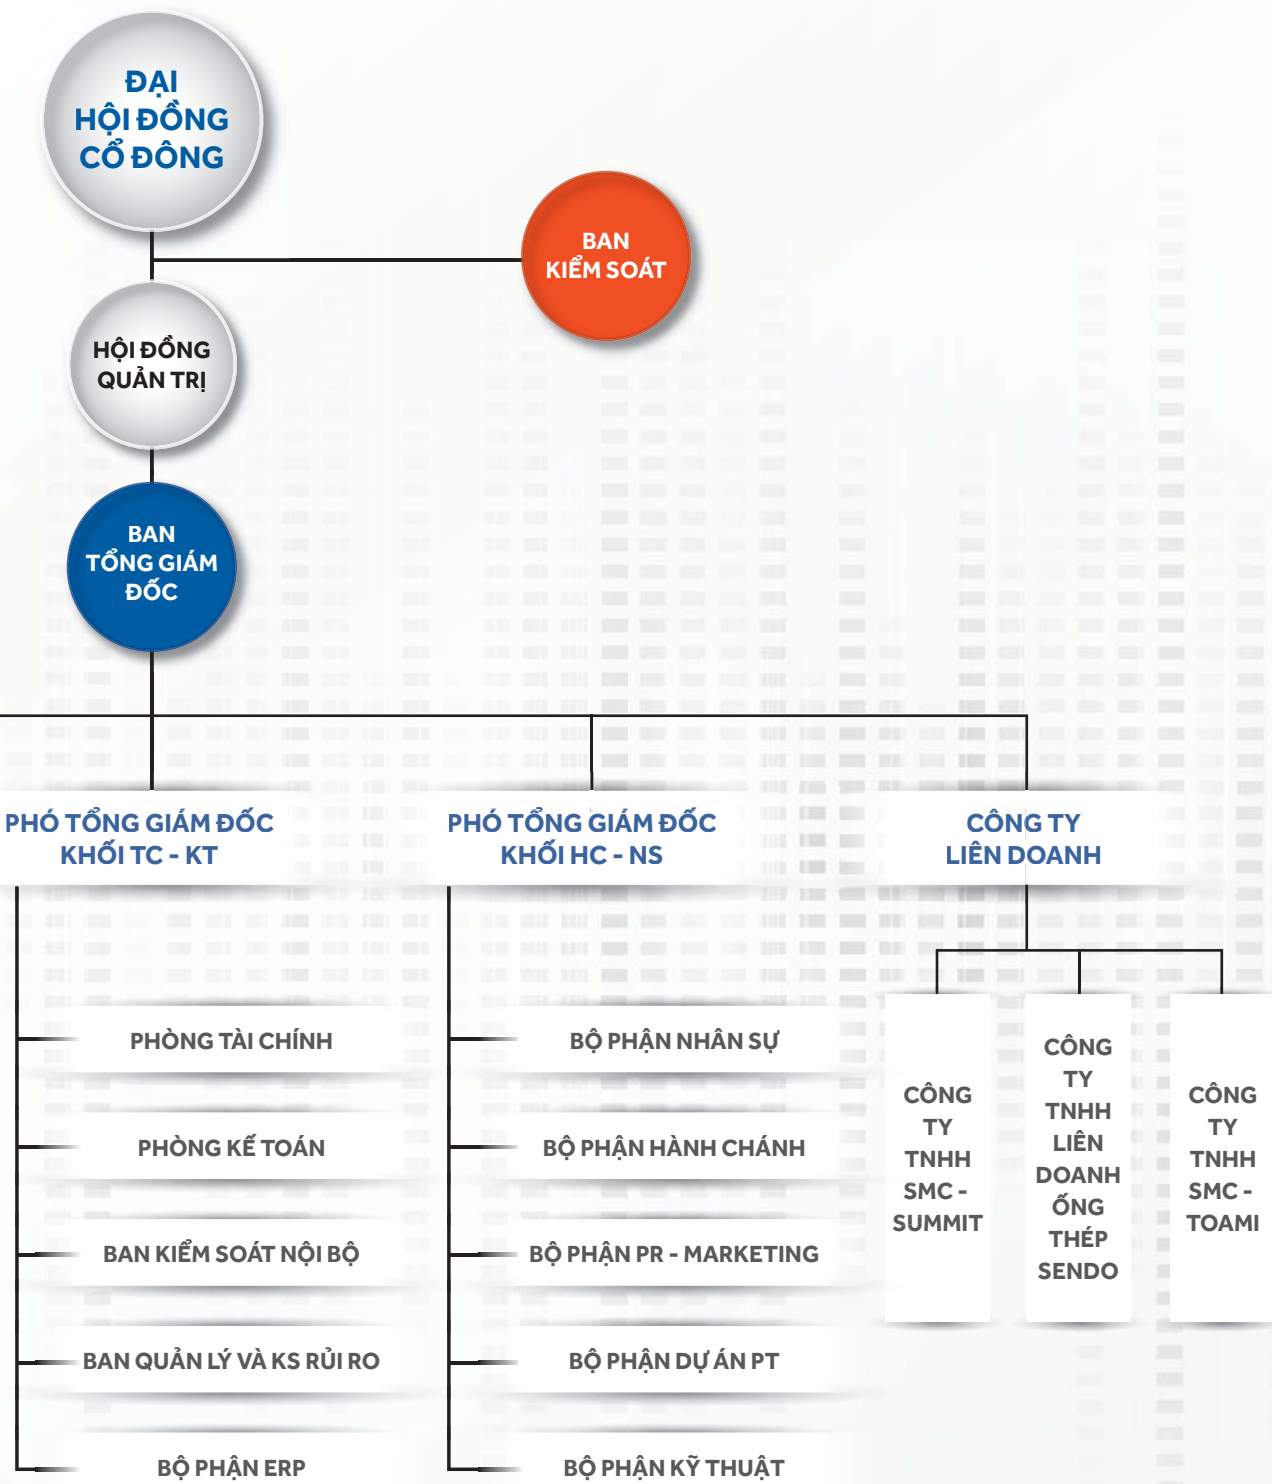 ĐẠI
HỘI ĐỒNG
CỔ ĐÔNG
BAN
KIỂM SOÁT
HỘI ĐỒNG
QUẢN TRỊ
BAN
TỔNG GIÁM
ĐỐC
PHÓ TỔNG GIÁM ĐỐC
KHỐI TC - KT
PHÒNG TÀI CHÍNH
PHÒNG KẾ TOÁN
BAN KIỂM SOÁT NỘI BỘ
BAN QUẢN LÝ VÀ KS RỦI RO
BỘ PHẬN ERP
PHÓ TỔNG GIÁM ĐỐC
KHỐI HC - NS
BỘ PHẬN NHÂN SỰ
BỘ PHẬN HÀNH CHÁNH
BỘ PHẬN PR - MARKETING
BỘ PHẬN DỰ ÁN PT
BỘ PHẬN KỸ THUẬT
CÔNG TY
LIÊN DOANH
CÔNG
TY
TNHH
SMC -
SUMMIT
CÔNG
TY
TNHH
LIÊN
DOANH
ỐNG
THÉP
SENDO
CÔNG
TY
TNHH
SMC -
TOAMI